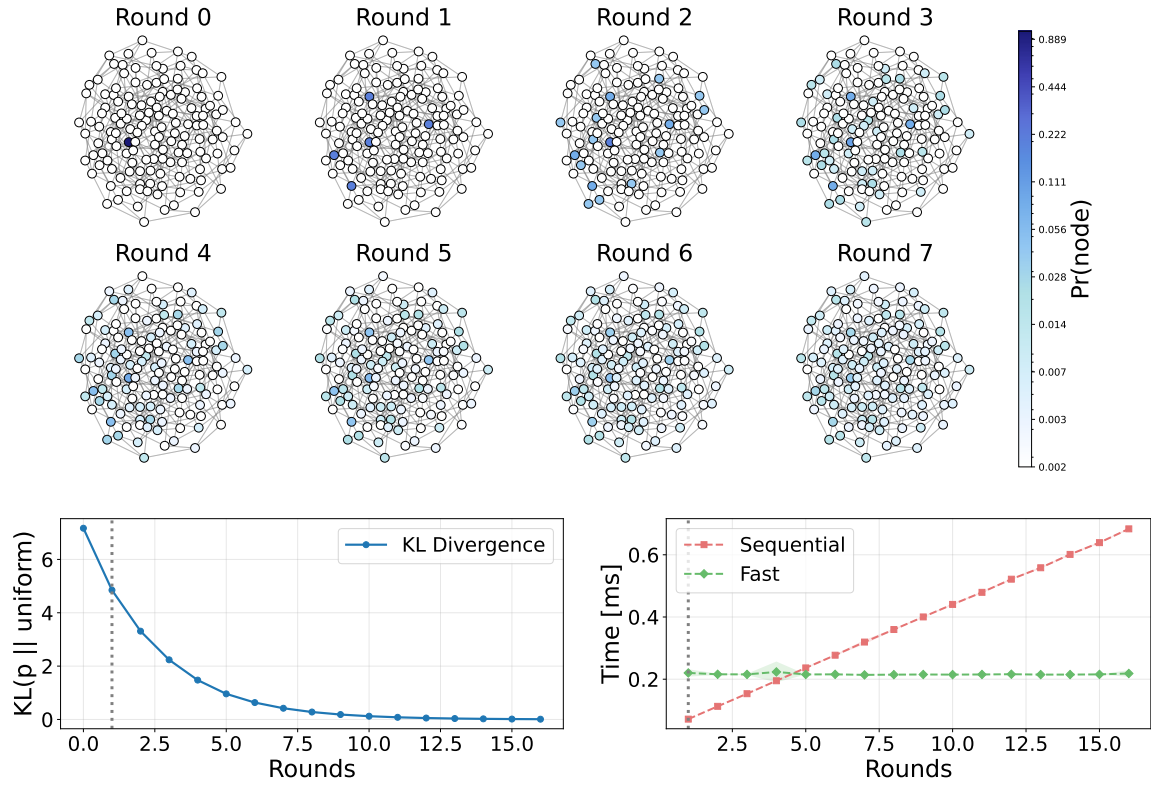 Round 0
Round 1
Round 2
Round 3
0.889
0.444
0.222
0.111
0.056
0.028
0.014
0.007
0.003
0.002
Pr(node)
Round 4
Round 5
Round 6
Round 7
KL(p || uniform)
6
4
2
0
KL Divergence
0.0 2.5 5.0 7.5 10.0 12.5 15.0
Rounds
Time [ms]
0.6
0.4
0.2
Sequential
Fast
2.5 5.0 7.5 10.0 12.5 15.0
Rounds